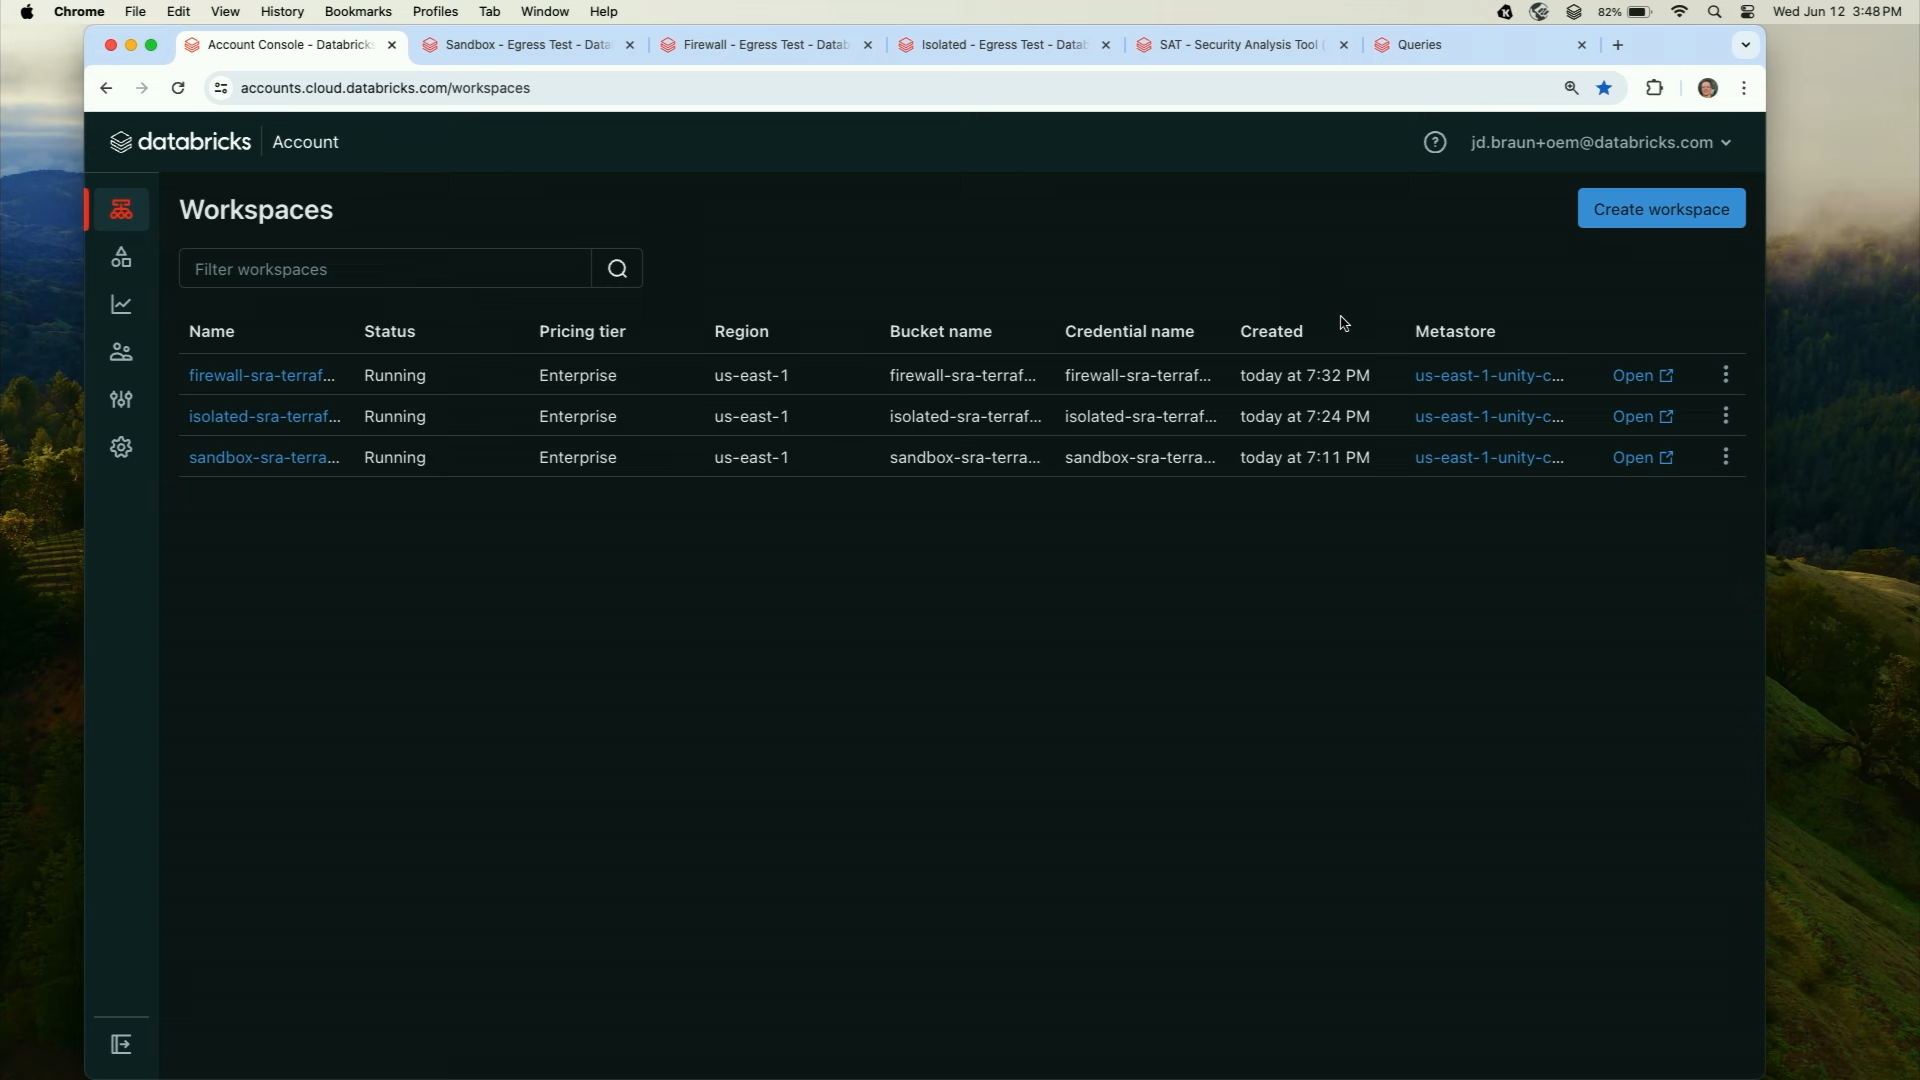 Chrome File Edit View History Bookmarks Profiles Tab Window Help 82% Wed Jun 12 3:48 PM
Account Console - Databricks Sandbox - Egress Test - Data Firewall - Egress Test - Datab Isolated - Egress Test - Datab SAT - Security Analysis Tool ( Queries
accounts.cloud.databricks.com/workspaces
databricks Account jd.braun+oem@databricks.com
Workspaces Create workspace
Filter workspaces
Name Status Pricing tier Region Bucket name Credential name Created Metastore
firewall-sra-terraf... Running Enterprise us-east-1 firewall-sra-terraf... firewall-sra-terraf... today at 7:32 PM us-east-1-unity-c... Open
isolated-sra-terraf... Running Enterprise us-east-1 isolated-sra-terraf... isolated-sra-terraf... today at 7:24 PM us-east-1-unity-c... Open
sandbox-sra-terra... Running Enterprise us-east-1 sandbox-sra-terra... sandbox-sra-terra... today at 7:11 PM us-east-1-unity-c... Open